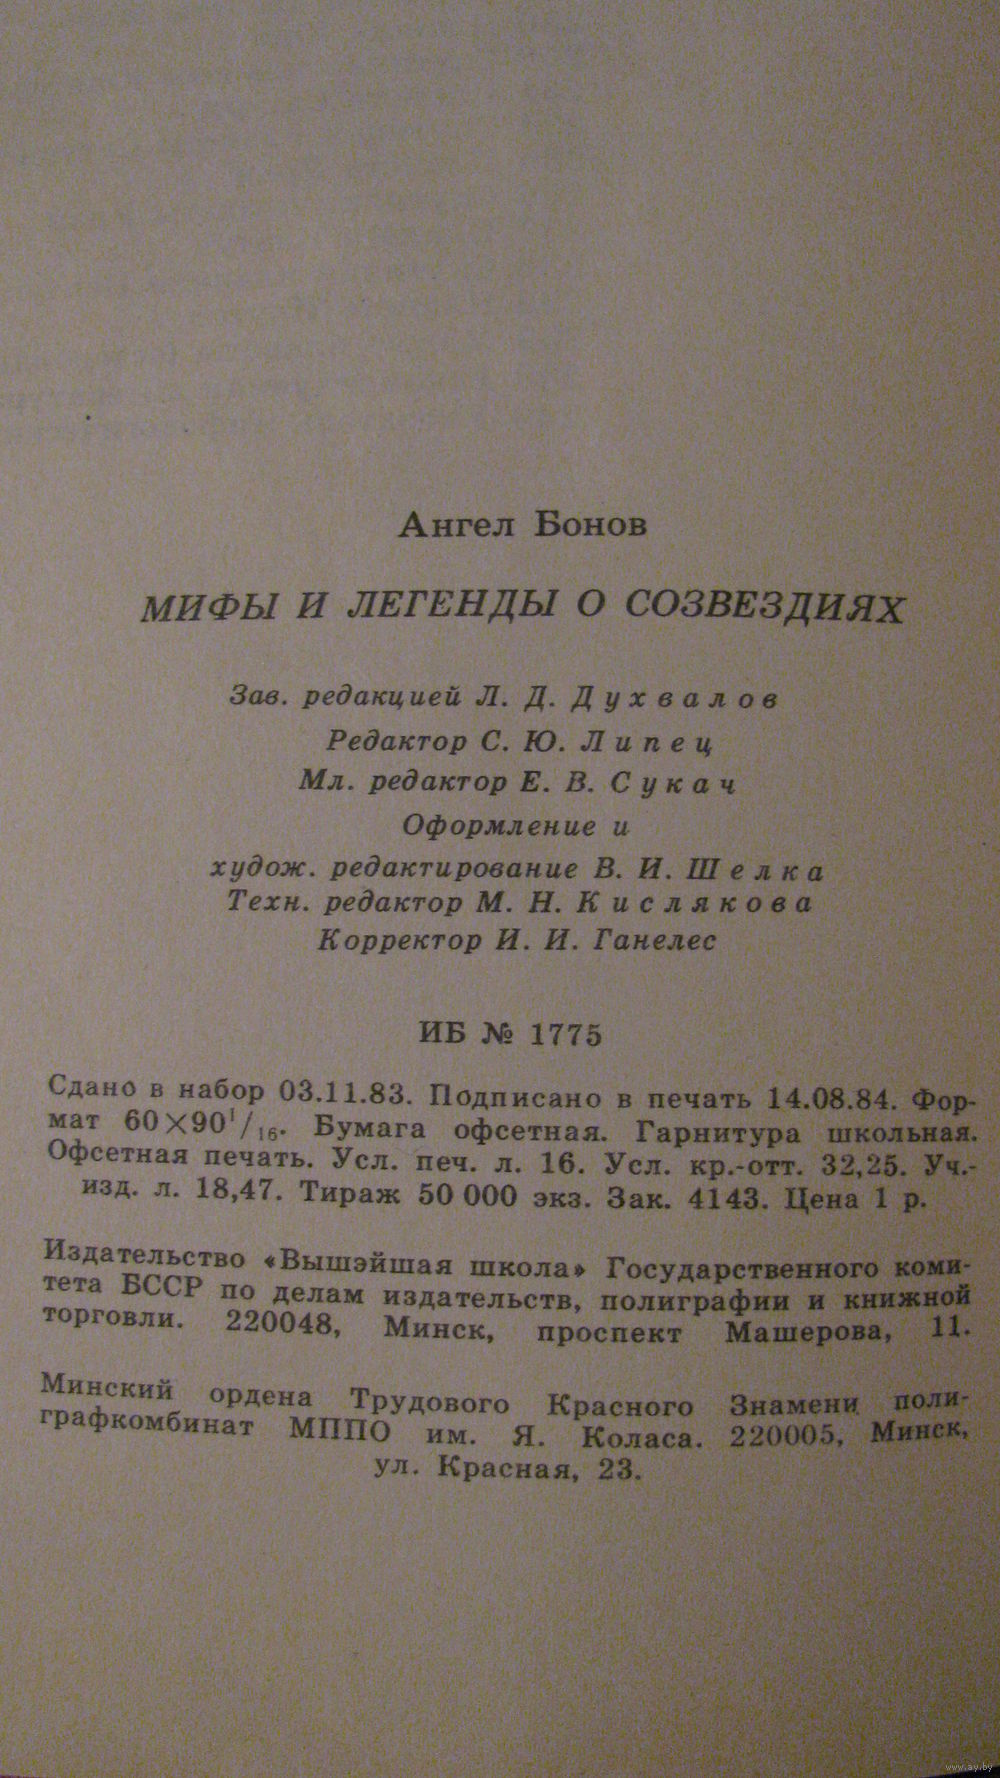 Ангел Бонов
МИФЫ И ЛЕГЕНДЫ О СОЗВЕЗДИЯХ
Зав. редакцией Л. Д. Духвалов
Редактор С. Ю. Липец
Мл. редактор Е. В. Сукач
Оформление и
худож. редактирование В. И. Шелка
Техн. редактор М. Н. Кислякова
Корректор И. И. Ганелес
ИБ № 1775
Сдано в набор 03.11.83. Подписано в печать 14.08.84. Фор-
мат 60×90¹/₁₆. Бумага офсетная. Гарнитура школьная.
Офсетная печать. Усл. печ. л. 16. Усл. кр.-отт. 32,25. Уч.-
изд. л. 18,47. Тираж 50 000 экз. Зак. 4143. Цена 1 р.
Издательство «Вышэйшая школа» Государственного коми-
тета БССР по делам издательств, полиграфии и книжной
торговли. 220048, Минск, проспект Машерова, 11.
Минский ордена Трудового Красного Знамени поли-
графкомбинат МППО им. Я. Коласа. 220005, Минск,
ул. Красная, 23.
www.ay.by